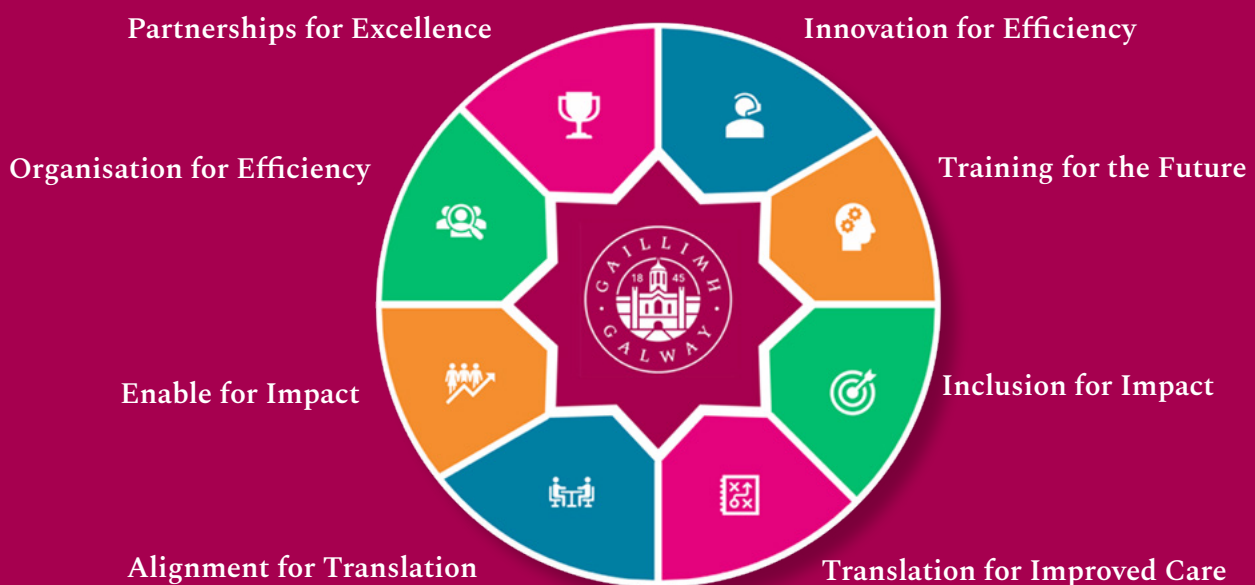 Partnerships for Excellence
Innovation for Efficiency
Organisation for Efficiency
Training for the Future
GAILLIMH
18 45
GALWAY
Enable for Impact
Inclusion for Impact
Alignment for Translation
Translation for Improved Care